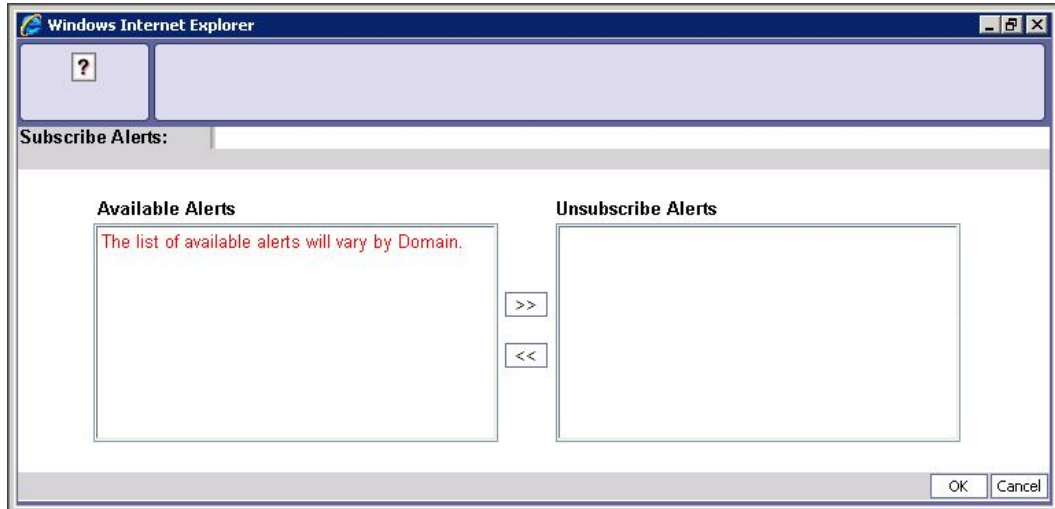 Windows Internet Explorer
?
Subscribe Alerts:
Available Alerts
Unsubscribe Alerts
The list of available alerts will vary by Domain.
>>
<<
OK
Cancel